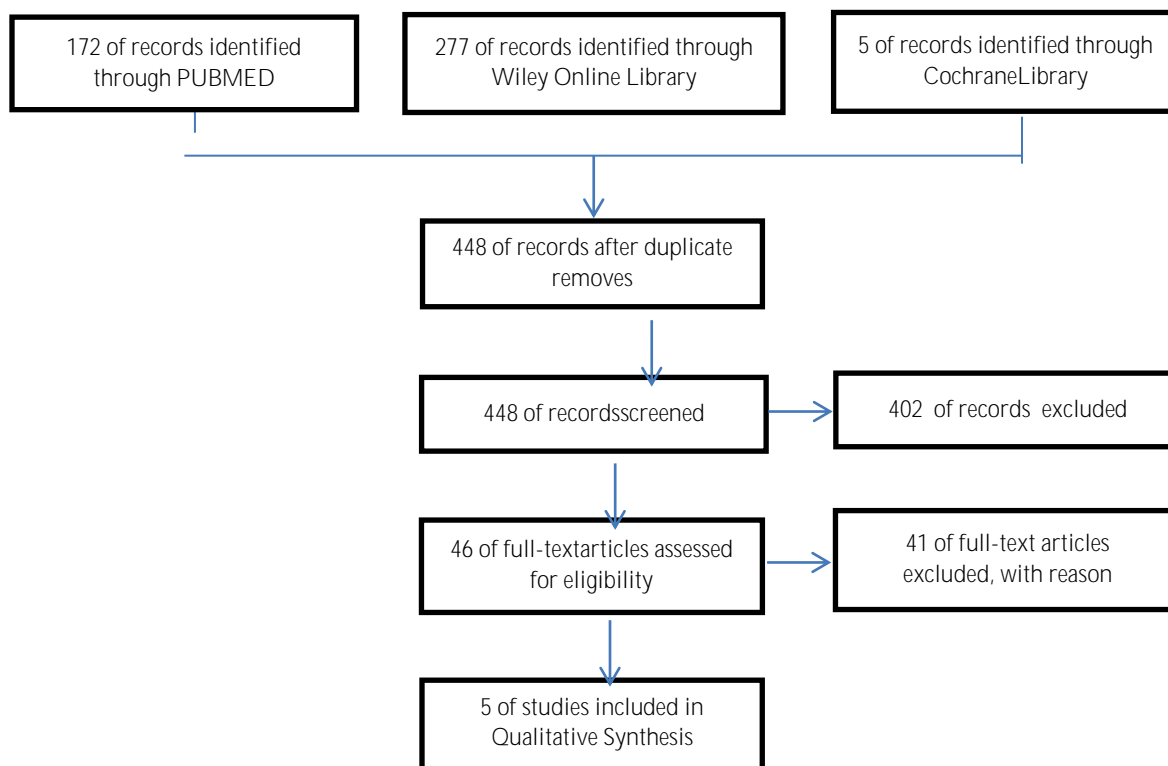 172 of records identified
through PUBMED
277 of records identified through
Wiley Online Library
5 of records identified through
CochraneLibrary
448 of records after duplicate
removes
448 of recordsscreened
402 of records excluded
46 of full-textarticles assessed
for eligibility
41 of full-text articles
excluded, with reason
5 of studies included in
Qualitative Synthesis